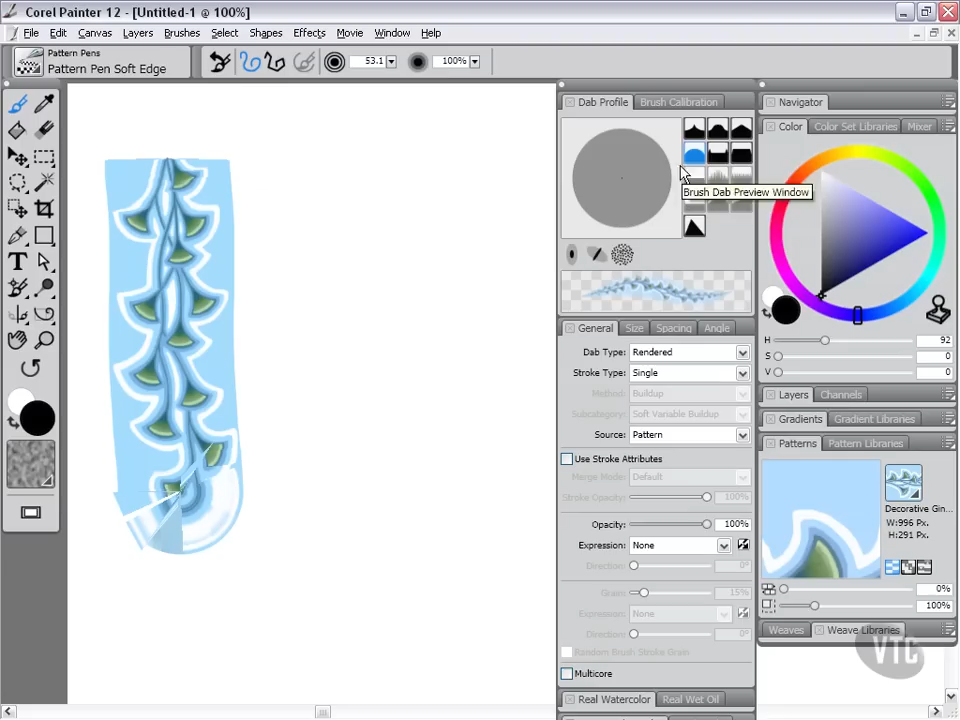 Corel Painter 12 - [Untitled-1 @ 100%]
File Edit Canvas Layers Brushes Select Shapes Effects Movie Window Help
Pattern Pens
Pattern Pen Soft Edge
53.1
100%
Dab Profile
Brush Calibration
Brush Dab Preview Window
General
Size
Spacing
Angle
Dab Type: Rendered
Stroke Type: Single
Method: Buildup
Subcategory: Soft Variable Buildup
Source: Pattern
Use Stroke Attributes
Merge Mode: Default
Stroke Opacity: 100%
Opacity: 100%
Expression: None
Direction: 0°
Grain: 15%
Expression: None
Direction: 0°
Random Brush Stroke Grain
Multicore
Real Watercolor
Real Wet Oil
Navigator
Color
Color Set Libraries
Mixer
H 92
S 0
V 0
Layers
Channels
Gradients
Gradient Libraries
Patterns
Pattern Libraries
Decorative Gin...
W:996 Px.
H:291 Px.
0%
100%
Weaves
Weave Libraries
VTC
T